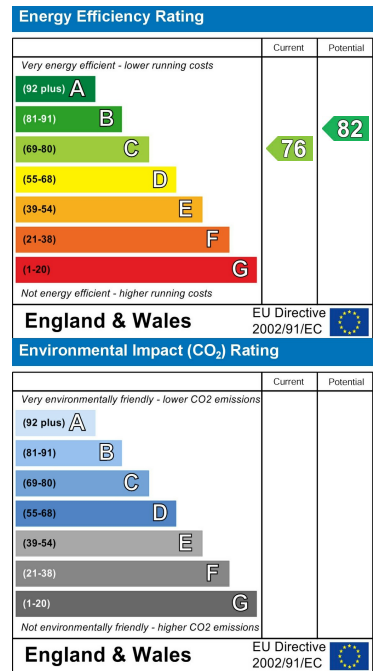 Energy Efficiency Rating
Current Potential
Very energy efficient - lower running costs
(92 plus) A
(81-91) B
(69-80) C
(55-68) D
(39-54) E
(21-38) F
(1-20) G
76
82
Not energy efficient - higher running costs
England & Wales
EU Directive
2002/91/EC
Environmental Impact (CO₂) Rating
Current Potential
Very environmentally friendly - lower CO2 emissions
(92 plus) A
(81-91) B
(69-80) C
(55-68) D
(39-54) E
(21-38) F
(1-20) G
Not environmentally friendly - higher CO2 emissions
England & Wales
EU Directive
2002/91/EC